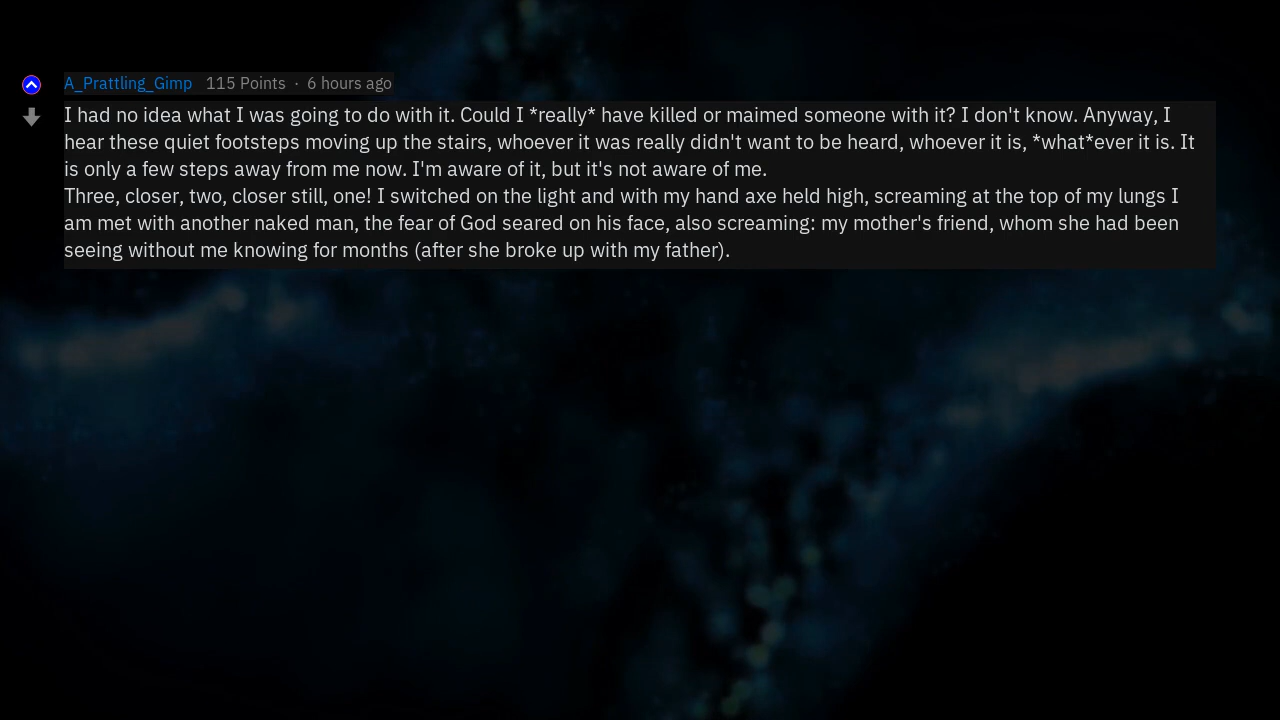 A_Prattling_Gimp 115 Points · 6 hours ago
I had no idea what I was going to do with it. Could I *really* have killed or maimed someone with it? I don't know. Anyway, I
hear these quiet footsteps moving up the stairs, whoever it was really didn't want to be heard, whoever it is, *what*ever it is. It
is only a few steps away from me now. I'm aware of it, but it's not aware of me.
Three, closer, two, closer still, one! I switched on the light and with my hand axe held high, screaming at the top of my lungs I
am met with another naked man, the fear of God seared on his face, also screaming: my mother's friend, whom she had been
seeing without me knowing for months (after she broke up with my father).